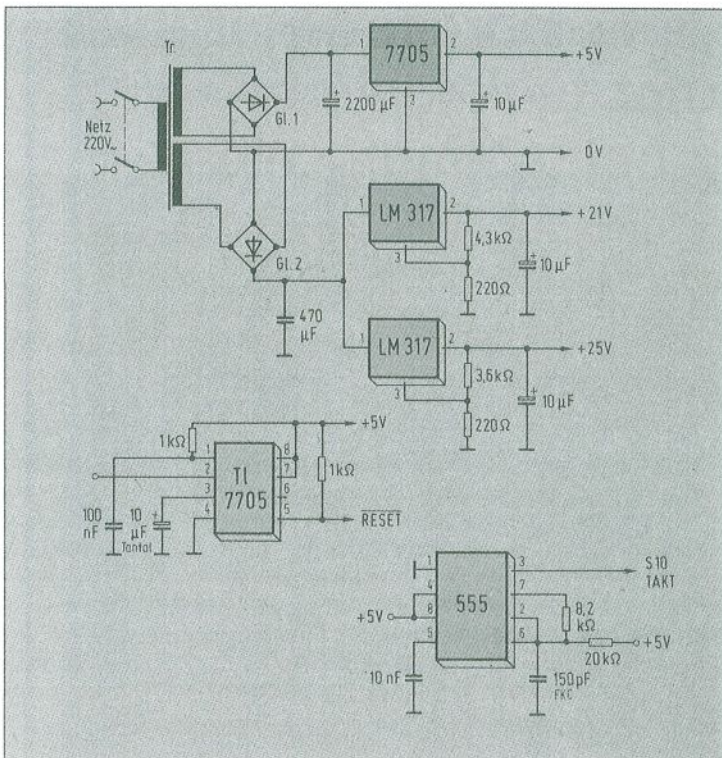 Tr.
Netz
220V~
Gl.1
1
7705
2
3
+5V
2200 µF
+
10 µF
+
0V
Gl.2
1
LM 317
2
3
+21V
4,3kΩ
220Ω
+
10 µF
470
µF
1
LM 317
2
3
+25V
3,6kΩ
220Ω
+
10 µF
1kΩ
+5V
1
2
3
4
Tl
7705
8
7
6
5
1kΩ
RESET
100
nF
10
µF
+
Tantal
1
4
8
5
555
3
7
2
6
S10
TAKT
8,2
kΩ
+5V
20kΩ
+5V
10nF
150pF
FKC